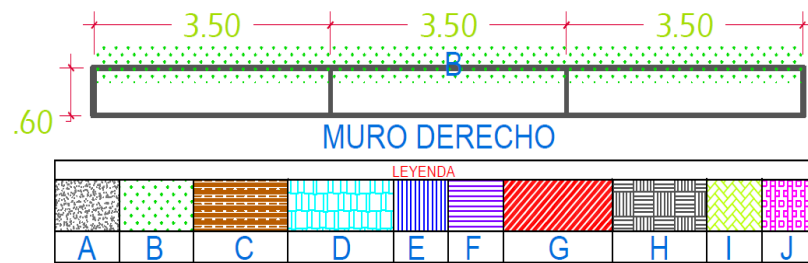 3.50 3.50 3.50
B
.60
MURO DERECHO
LEYENDA
A B C D E F G H I J